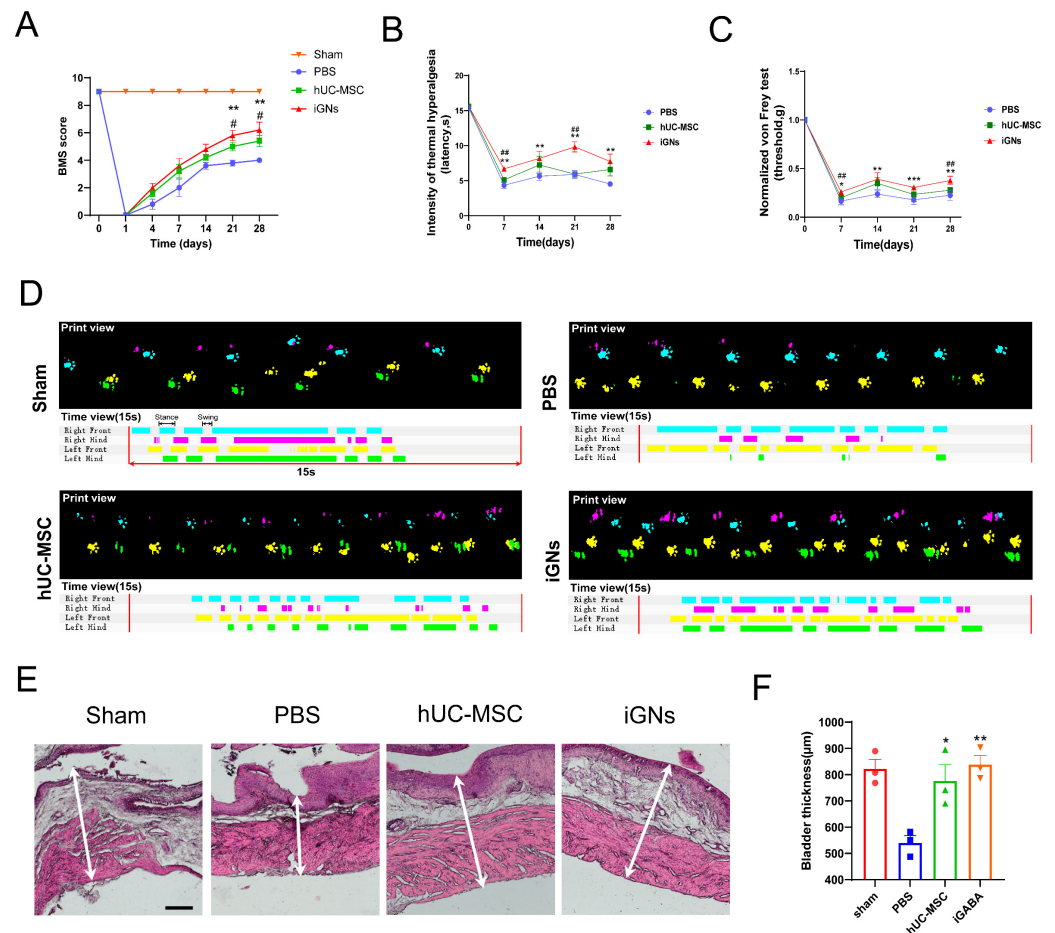 A
Sham
PBS
hUC-MSC
iGNs
BMS score
10
8
6
4
2
0
**
#
**
#
0 1 4 7 14 21 28
Time (days)
B
Intensity of thermal hyperalgesia
(latency,s)
20
15
10
5
0
##
**
**
##
**
**
0 7 14 21 28
Time(days)
PBS
hUC-MSC
iGNs
C
Normalized von Frey test
(threshold,g)
1.5
1.0
0.5
0.0
##
*
**
***
##
**
0 7 14 21 28
Time(days)
PBS
hUC-MSC
iGNs
D
Sham
Print view
Time view(15s)
Stance
Swing
Right Front
Right Hind
Left Front
Left Hind
15s
PBS
Print view
Time view(15s)
Right Front
Right Hind
Left Front
Left Hind
hUC-MSC
Print view
Time view(15s)
Right Front
Right Hind
Left Front
Left Hind
iGNs
Print view
Time view(15s)
Right Front
Right Hind
Left Front
Left Hind
E
Sham
PBS
hUC-MSC
iGNs
F
Bladder thickness(μm)
1000
900
800
700
600
500
400
*
**
sham
PBS
hUC-MSC
iGABA